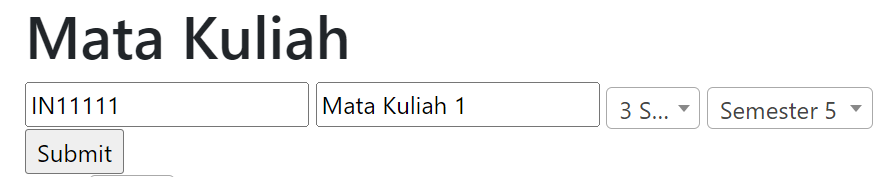 Mata Kuliah
IN11111 Mata Kuliah 1 3 S... Semester 5
Submit